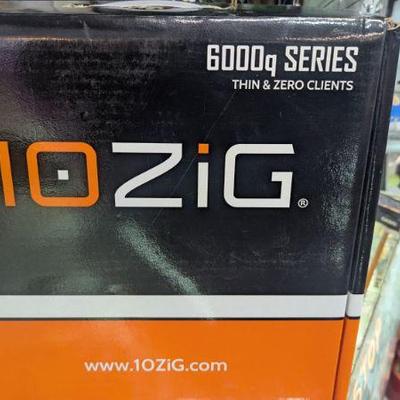 6000q SERIES
THIN & ZERO CLIENTS
10ZiG®
www.10ZiG.com